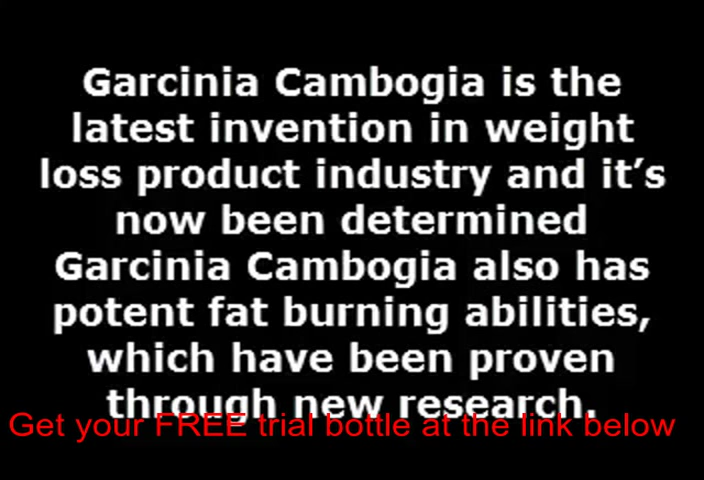 Garcinia Cambogia is the
latest invention in weight
loss product industry and it’s
now been determined
Garcinia Cambogia also has
potent fat burning abilities,
which have been proven
through new research.
Get your FREE trial bottle at the link below